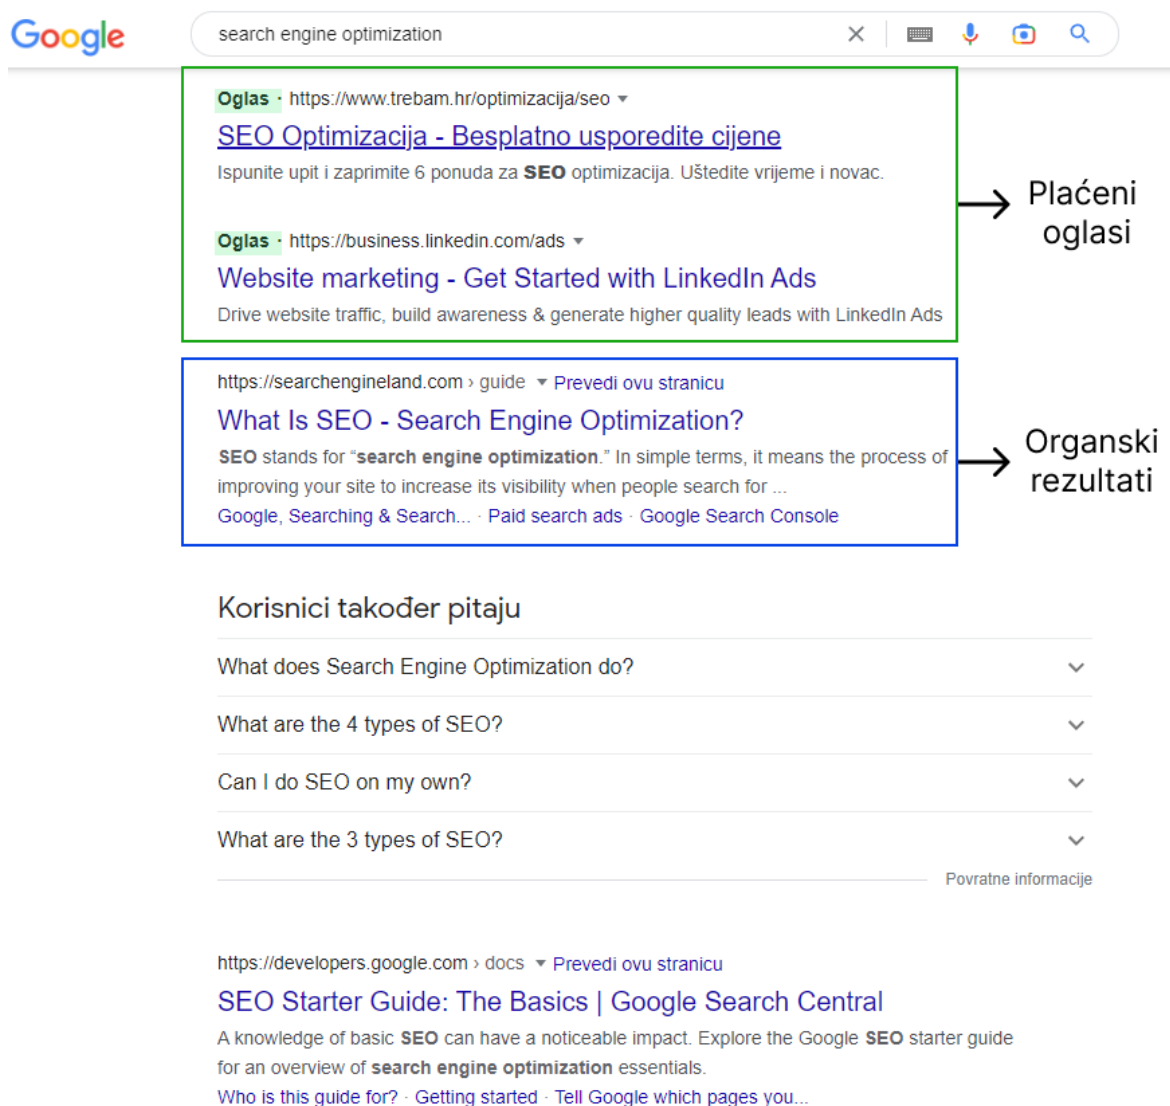 Google
search engine optimization
Oglas · https://www.trebam.hr/optimizacija/seo
SEO Optimizacija - Besplatno usporedite cijene
Ispunite upit i zaprimite 6 ponuda za SEO optimizacija. Uštedite vrijeme i novac.
Oglas · https://business.linkedin.com/ads
Website marketing - Get Started with LinkedIn Ads
Drive website traffic, build awareness & generate higher quality leads with LinkedIn Ads
Plaćeni
oglasi
https://searchengineland.com › guide Prevedi ovu stranicu
What Is SEO - Search Engine Optimization?
SEO stands for “search engine optimization.” In simple terms, it means the process of
improving your site to increase its visibility when people search for ...
Google, Searching & Search... · Paid search ads · Google Search Console
Organski
rezultati
Korisnici također pitaju
What does Search Engine Optimization do?
What are the 4 types of SEO?
Can I do SEO on my own?
What are the 3 types of SEO?
Povratne informacije
https://developers.google.com › docs Prevedi ovu stranicu
SEO Starter Guide: The Basics | Google Search Central
A knowledge of basic SEO can have a noticeable impact. Explore the Google SEO starter guide
for an overview of search engine optimization essentials.
Who is this guide for? · Getting started · Tell Google which pages you...